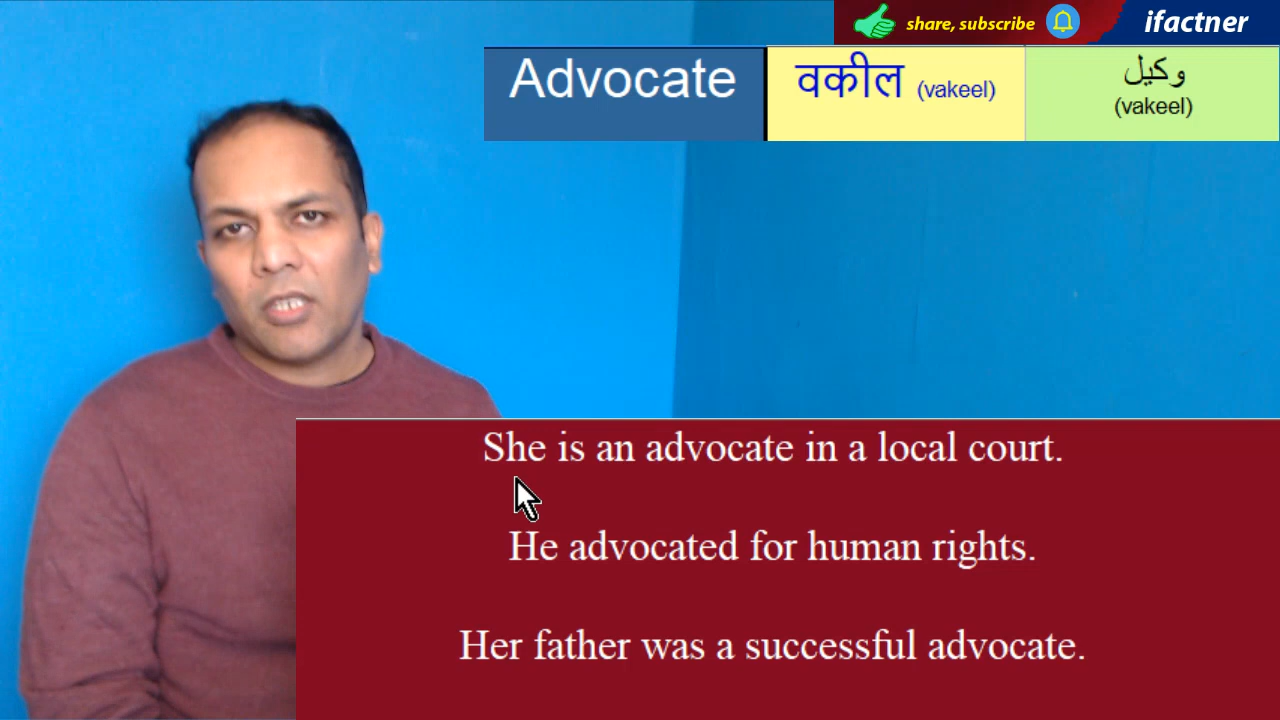 share, subscribe
ifactner
Advocate
वकील (vakeel)
وکیل
(vakeel)
She is an advocate in a local court.
He advocated for human rights.
Her father was a successful advocate.